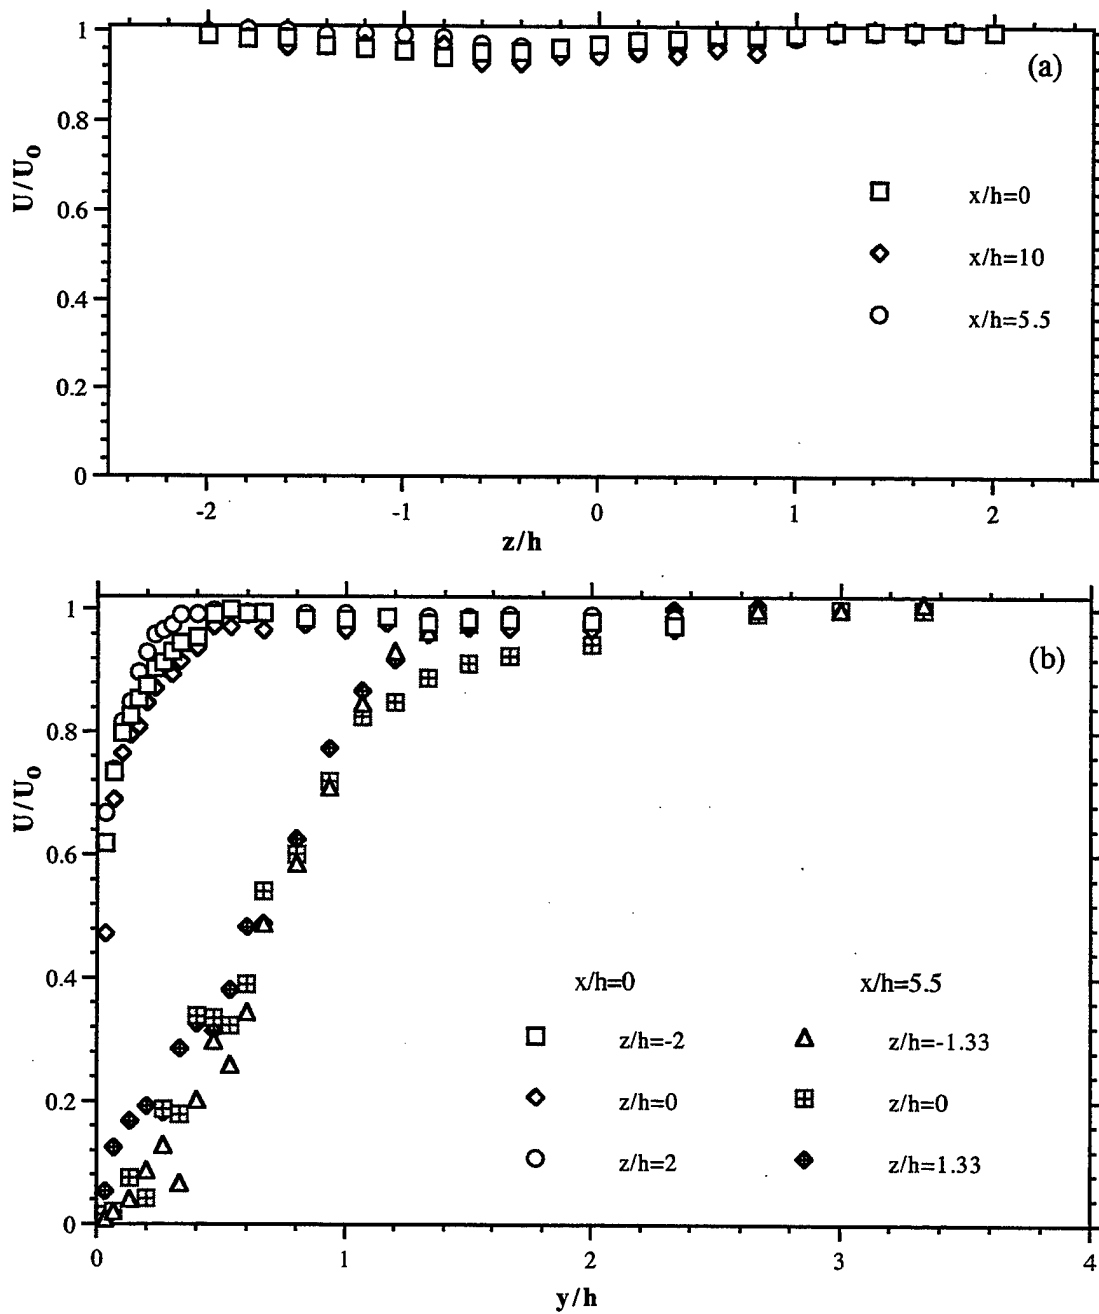 1
(a)
0.8
0.6
0.4
0.2
0
U/U₀
x/h=0
x/h=10
x/h=5.5
-2 -1 0 1 2
z/h
1
(b)
0.8
0.6
0.4
0.2
0
U/U₀
x/h=0 x/h=5.5
z/h=-2 z/h=-1.33
z/h=0 z/h=0
z/h=2 z/h=1.33
0 1 2 3 4
y/h